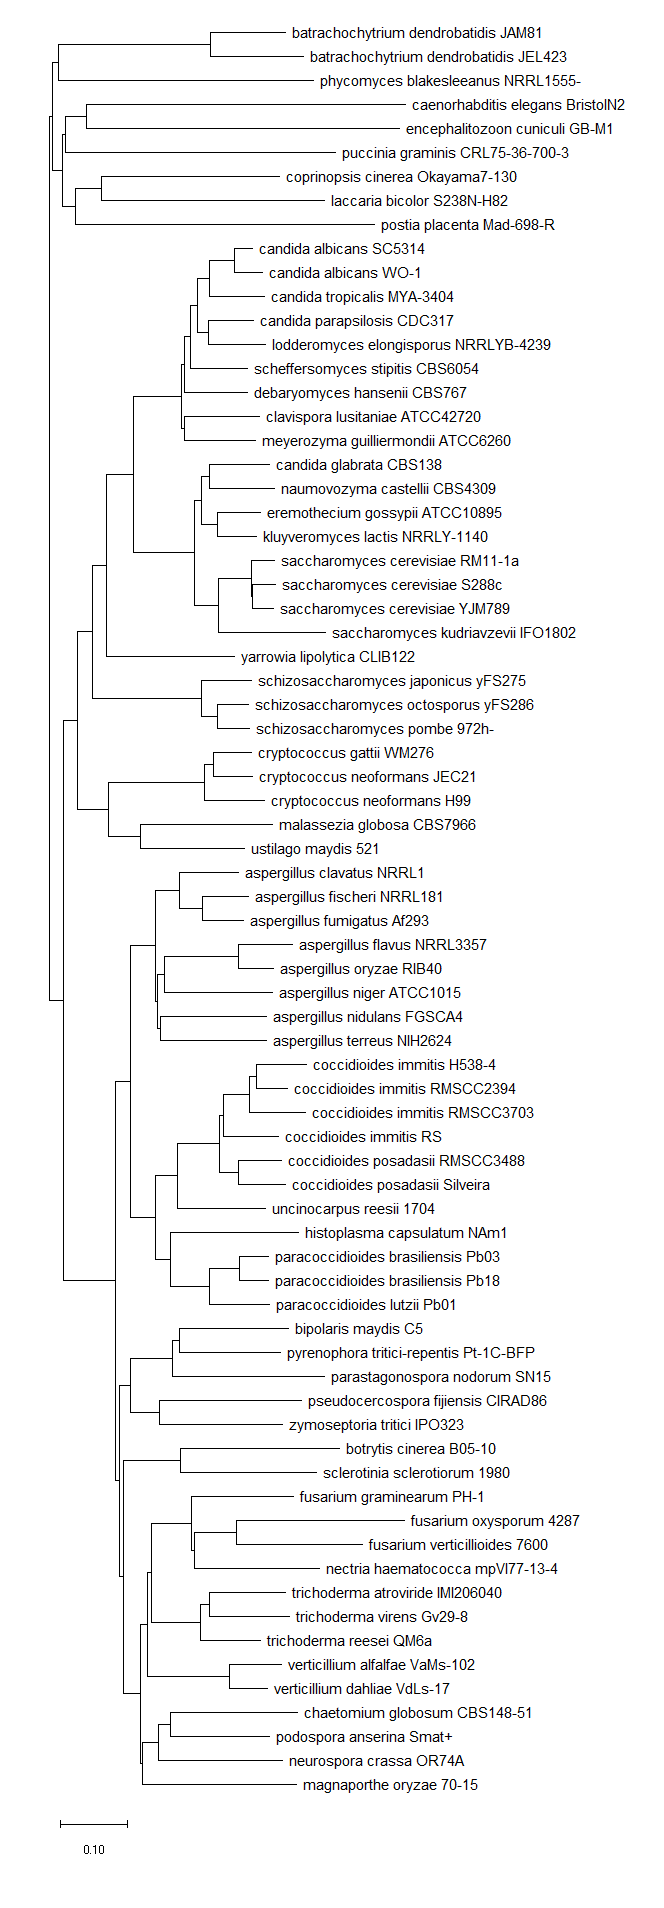 batrachochytrium dendrobatidis JAM81
batrachochytrium dendrobatidis JEL423
phycomyces blakesleeanus NRRL1555-
caenorhabditis elegans BristolN2
encephalitozoon cuniculi GB-M1
puccinia graminis CRL75-36-700-3
coprinopsis cinerea Okayama7-130
laccaria bicolor S238N-H82
postia placenta Mad-698-R
candida albicans SC5314
candida albicans WO-1
candida tropicalis MYA-3404
candida parapsilosis CDC317
lodderomyces elongisporus NRRLYB-4239
scheffersomyces stipitis CBS6054
debaryomyces hansenii CBS767
clavispora lusitaniae ATCC42720
meyerozyma guilliermondii ATCC6260
candida glabrata CBS138
naumovozyma castellii CBS4309
eremothecium gossypii ATCC10895
kluyveromyces lactis NRRLY-1140
saccharomyces cerevisiae RM11-1a
saccharomyces cerevisiae S288c
saccharomyces cerevisiae YJM789
saccharomyces kudriavzevii IFO1802
yarrowia lipolytica CLIB122
schizosaccharomyces japonicus yFS275
schizosaccharomyces octosporus yFS286
schizosaccharomyces pombe 972h-
cryptococcus gattii WM276
cryptococcus neoformans JEC21
cryptococcus neoformans H99
malassezia globosa CBS7966
ustilago maydis 521
aspergillus clavatus NRRL1
aspergillus fischeri NRRL181
aspergillus fumigatus Af293
aspergillus flavus NRRL3357
aspergillus oryzae RIB40
aspergillus niger ATCC1015
aspergillus nidulans FGSCA4
aspergillus terreus NIH2624
coccidioides immitis H538-4
coccidioides immitis RMSCC2394
coccidioides immitis RMSCC3703
coccidioides immitis RS
coccidioides posadasii RMSCC3488
coccidioides posadasii Silveira
uncinocarpus reesii 1704
histoplasma capsulatum NAm1
paracoccidioides brasiliensis Pb03
paracoccidioides brasiliensis Pb18
paracoccidioides lutzii Pb01
bipolaris maydis C5
pyrenophora tritici-repentis Pt-1C-BFP
parastagonospora nodorum SN15
pseudocercospora fijiensis CIRAD86
zymoseptoria tritici IPO323
botrytis cinerea B05-10
sclerotinia sclerotiorum 1980
fusarium graminearum PH-1
fusarium oxysporum 4287
fusarium verticillioides 7600
nectria haematococca mpVI77-13-4
trichoderma atroviride IMI206040
trichoderma virens Gv29-8
trichoderma reesei QM6a
verticillium alfalfae VaMs-102
verticillium dahliae VdLs-17
chaetomium globosum CBS148-51
podospora anserina Smat+
neurospora crassa OR74A
magnaporthe oryzae 70-15
0.10